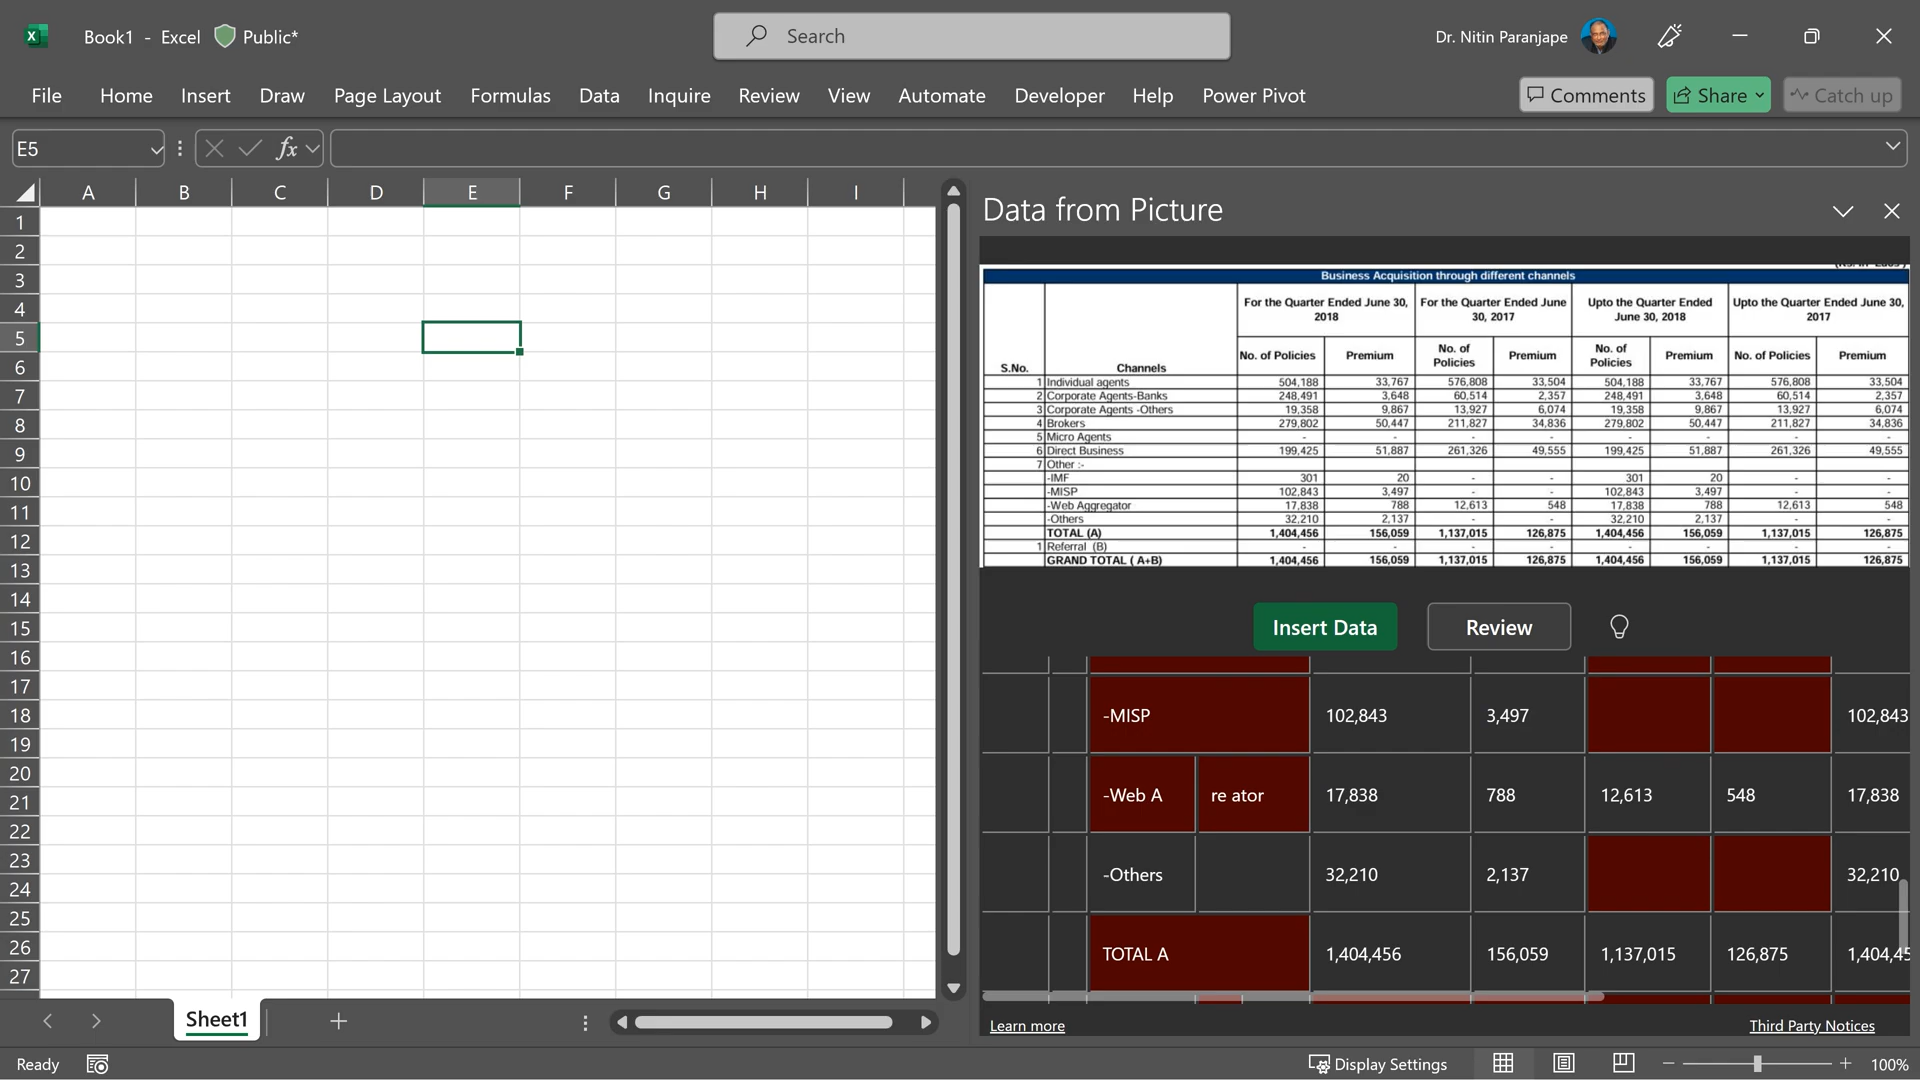 Book1 - Excel Public*
Search
Dr. Nitin Paranjape
File Home Insert Draw Page Layout Formulas Data Inquire Review View Automate Developer Help Power Pivot
Comments Share Catch up
E5 fx
A B C D E F G H I
1
2
3
4
5
6
7
8
9
10
11
12
13
14
15
16
17
18
19
20
21
22
23
24
25
26
27
Data from Picture
Business Acquisition through different channels
For the Quarter Ended June 30, 2018 For the Quarter Ended June 30, 2017 Upto the Quarter Ended June 30, 2018 Upto the Quarter Ended June 30, 2017
S.No. Channels No. of Policies Premium No. of Policies Premium No. of Policies Premium No. of Policies Premium
1 Individual agents 504,188 33,767 576,808 33,504 504,188 33,767 576,808 33,504
2 Corporate Agents-Banks 248,491 3,648 60,514 2,357 248,491 3,648 60,514 2,357
3 Corporate Agents -Others 19,358 9,867 13,927 6,074 19,358 9,867 13,927 6,074
4 Brokers 279,802 50,447 211,827 34,836 279,802 50,447 211,827 34,836
5 Micro Agents - - - - - - - -
6 Direct Business 199,425 51,887 261,326 49,555 199,425 51,887 261,326 49,555
7 Other :-
-IMF 301 20 - - 301 20 - -
-MISP 102,843 3,497 - - 102,843 3,497 - -
-Web Aggregator 17,838 788 12,613 548 17,838 788 12,613 548
-Others 32,210 2,137 - - 32,210 2,137 - -
TOTAL (A) 1,404,456 156,059 1,137,015 126,875 1,404,456 156,059 1,137,015 126,875
1 Referral (B) - - - - - - - -
GRAND TOTAL ( A+B) 1,404,456 156,059 1,137,015 126,875 1,404,456 156,059 1,137,015 126,875
Insert Data Review
-MISP 102,843 3,497 102,843
-Web A re ator 17,838 788 12,613 548 17,838
-Others 32,210 2,137 32,210
TOTAL A 1,404,456 156,059 1,137,015 126,875 1,404,45
Learn more Third Party Notices
Sheet1
Ready Display Settings 100%